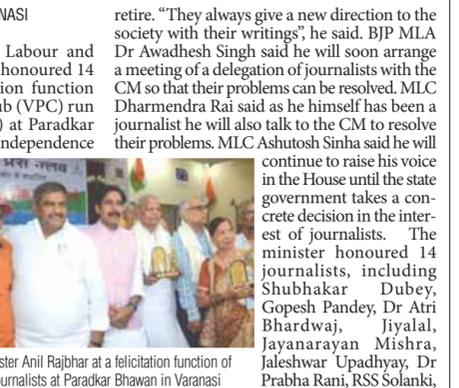 NASI
Labour and
honoured 14
ion function
ub (VPC) run
) at Paradkar
ndependence
retire. “They always give a new direction to the
society with their writings”, he said. BJP MLA
Dr Awadhesh Singh said he will soon arrange
a meeting of a delegation of journalists with the
CM so that their problems can be resolved. MLC
Dharmendra Rai said as he himself has been a
journalist he will also talk to the CM to resolve
their problems. MLC Ashutosh Sinha said he will
continue to raise his voice
in the House until the state
government takes a con-
crete decision in the inter-
est of journalists. The
minister honoured 14
journalists, including
Shubhakar Dubey,
Gopesh Pandey, Dr Atri
Bhardwaj, Jiyalal,
Jayanarayan Mishra,
Jaleshwar Upadhyay, Dr
Prabha Rani, RSS Solanki,
प्रेस क्लब
ster Anil Rajbhar at a felicitation function of
urnalists at Paradkar Bhawan in Varanasi